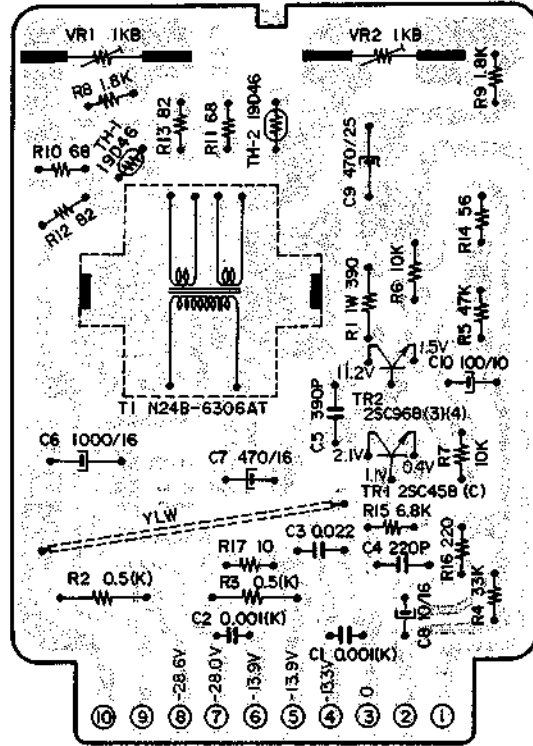 VR1 1KB
VR2 1KB
R8 1.8K
R9 1.8K
R10 68
TH-1
19D46
R13 82
R11 68
TH-2 19D46
C9 470/25
R12 82
R14 56
R6 10K
R1 1W 390
R5 47K
1.5V
11.2V
C10 100/10
TR2
2SC968(3)(4)
T1 N24B-6306AT
C5 390P
C6 1000/16
C7 470/16
2.1V
1.1V
0.4V
R7
10K
TR1 2SC458 (C)
YLW
R15 6.8K
C3 0.022
C4 220P
R16 220
R17 10
R2 0.5(K)
R3 0.5(K)
R4 33K
C2 0.001(K)
C1 0.001(K)
C8 10/16
-28.6V
-28.0V
-13.9V
-13.9V
-13.3V
0
⑩ ⑨ ⑧ ⑦ ⑥ ⑤ ④ ③ ② ①